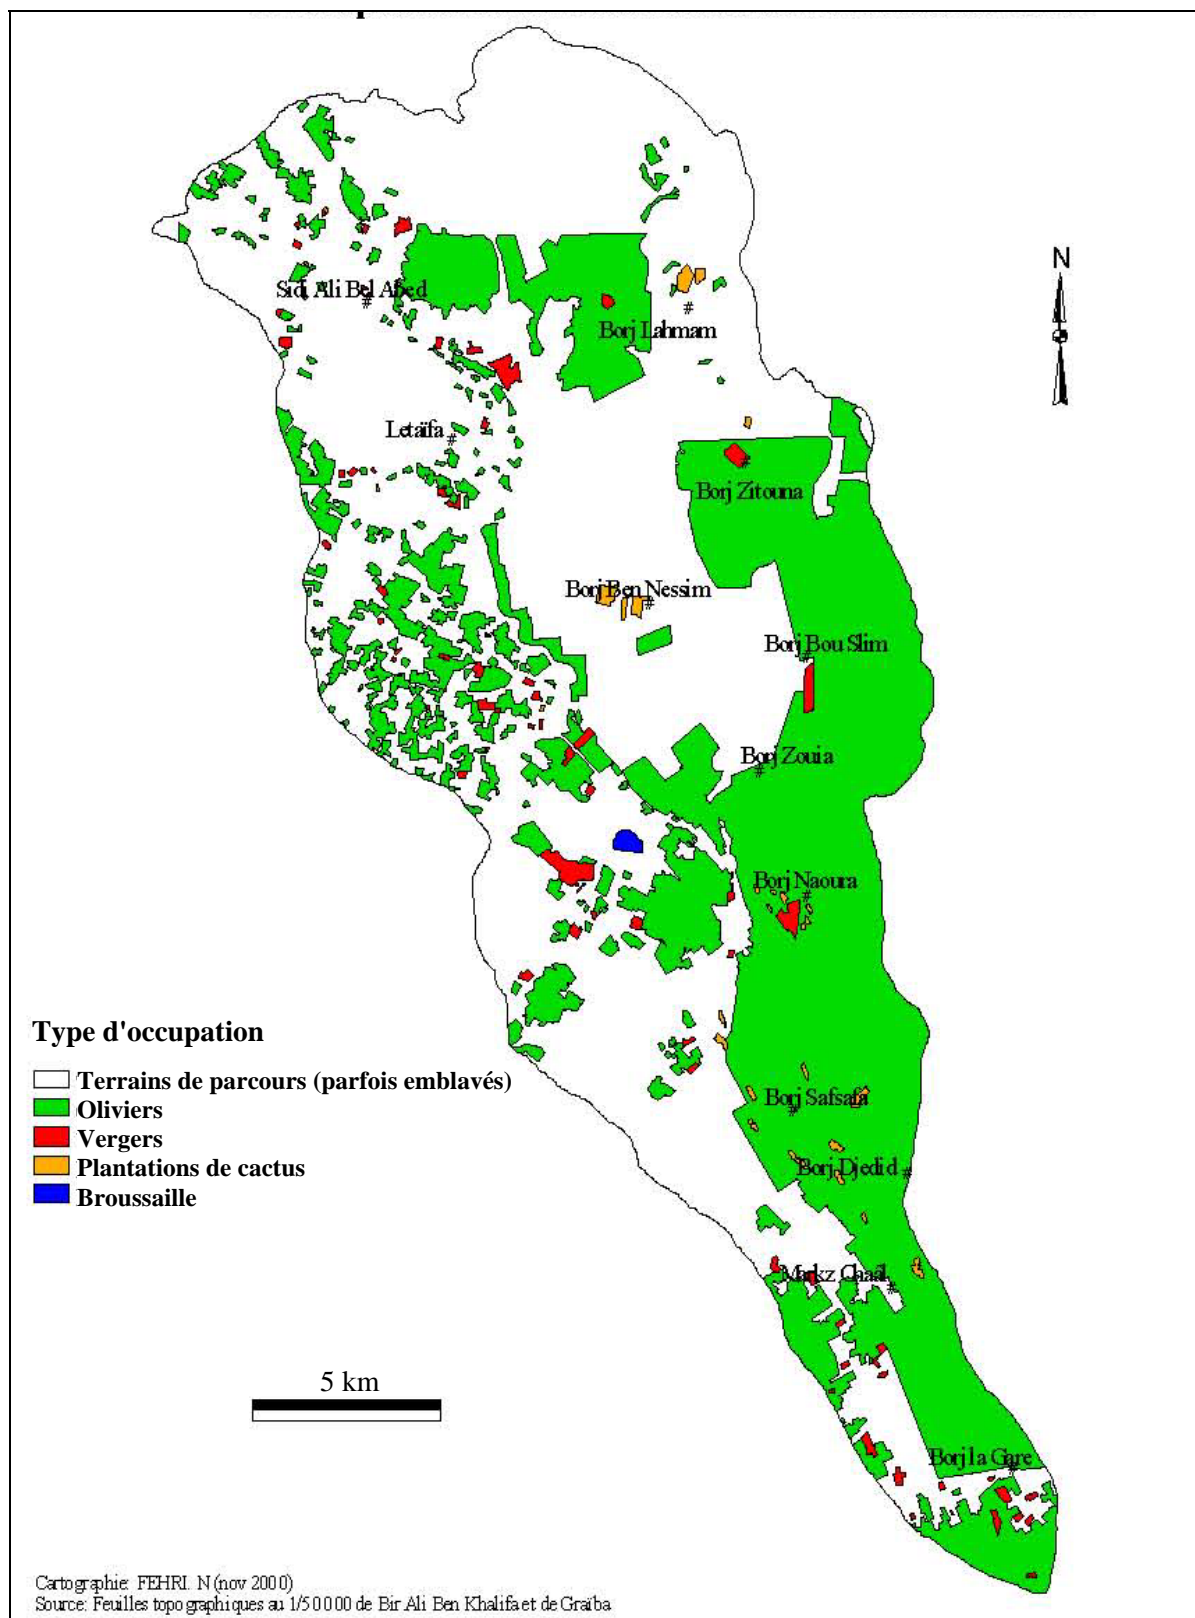 N
Sidi Ali Bel Abed
Borj Lahmam
Letaïfa
Borj Zitouna
Borj Ben Nessim
Borj Bou Slim
Borj Zouia
Borj Naoura
Type d'occupation
Terrains de parcours (parfois emblavés)
Oliviers
Borj Safsafa
Vergers
Plantations de cactus
Borj Djedid
Broussaille
Markz Chaâl
5 km
Borj la Gare
Cartographie: FEHRI. N (nov 2000)
Source: Feuilles topographiques au 1/50000 de Bir Ali Ben Khalifa et de Graïba